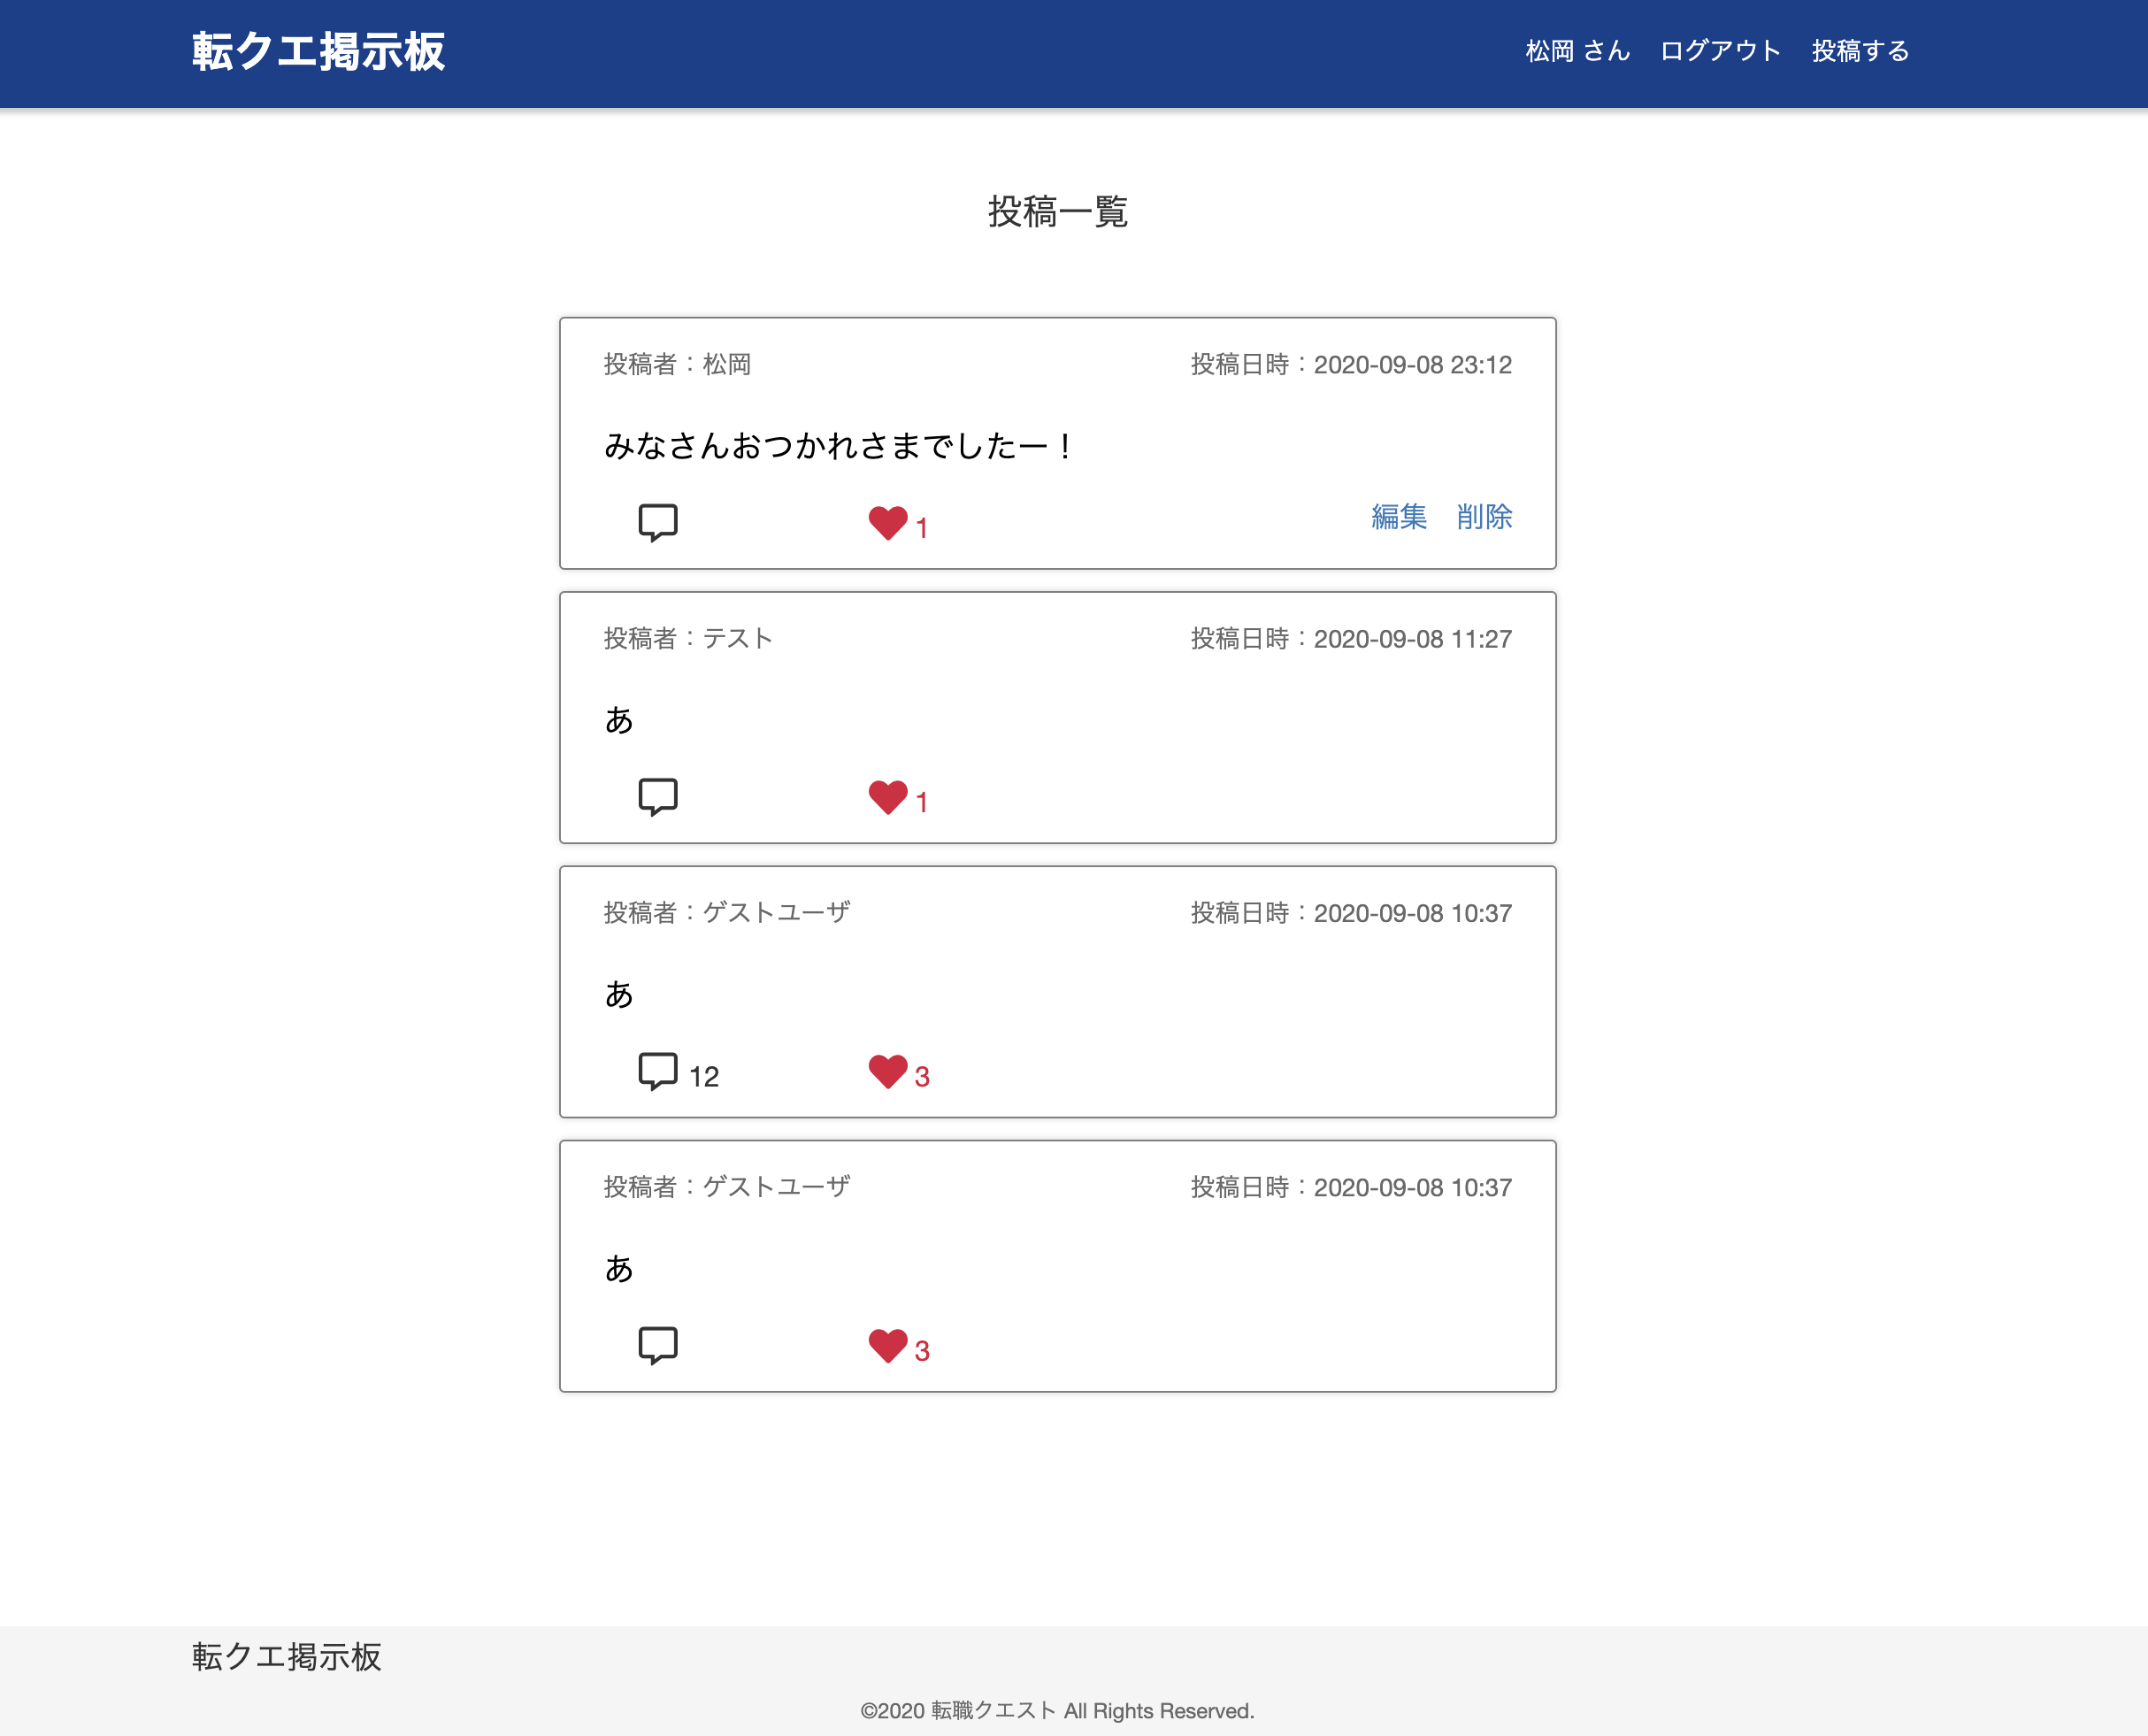 転クエ掲示板
松岡 さん ログアウト 投稿する
投稿一覧
投稿者：松岡 投稿日時：2020-09-08 23:12
みなさんおつかれさまでしたー！
1 編集 削除
投稿者：テスト 投稿日時：2020-09-08 11:27
あ
1
投稿者：ゲストユーザ 投稿日時：2020-09-08 10:37
あ
12 3
投稿者：ゲストユーザ 投稿日時：2020-09-08 10:37
あ
3
転クエ掲示板
©2020 転職クエスト All Rights Reserved.